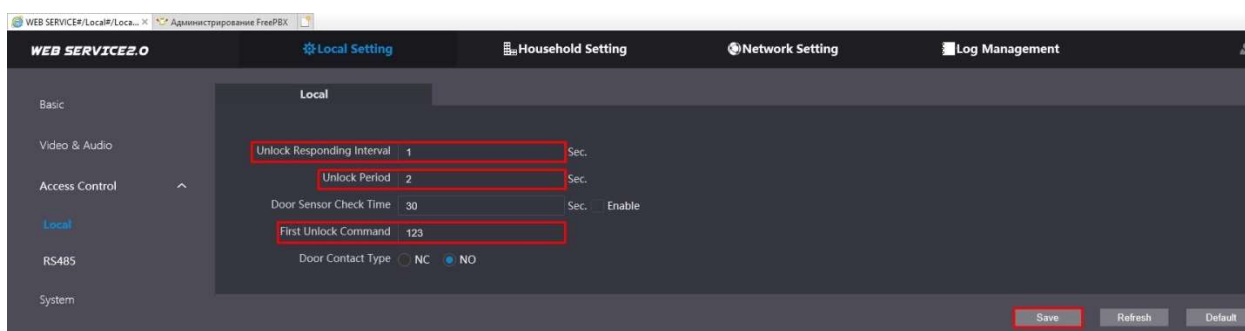 WEB SERVICE#/Local#/Loca... × Администрирование FreePBX
WEB SERVICE2.0 Local Setting Household Setting Network Setting Log Management
Local
Basic
Video & Audio
Unlock Responding Interval 1 Sec.
Unlock Period 2 Sec.
Access Control
Door Sensor Check Time 30 Sec. Enable
Local
First Unlock Command 123
RS485
Door Contact Type NC NO
System
Save Refresh Default